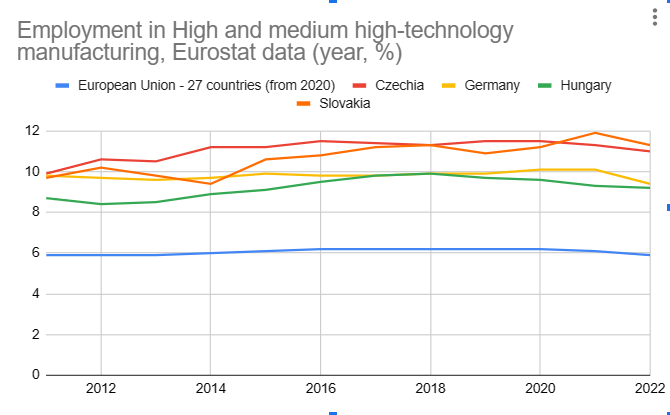 Employment in High and medium high-technology
manufacturing, Eurostat data (year, %)
European Union - 27 countries (from 2020) Czechia Germany Hungary
Slovakia
12
10
8
6
4
2
0
2012 2014 2016 2018 2020 2022